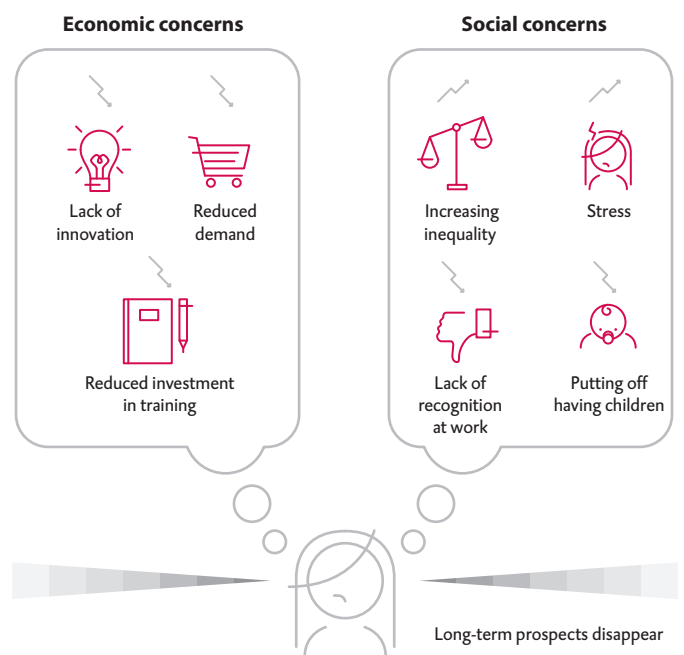 Economic concerns
Lack of
innovation
Reduced
demand
Reduced investment
in training
Social concerns
Increasing
inequality
Stress
Lack of
recognition
at work
Putting off
having children
Long-term prospects disappear